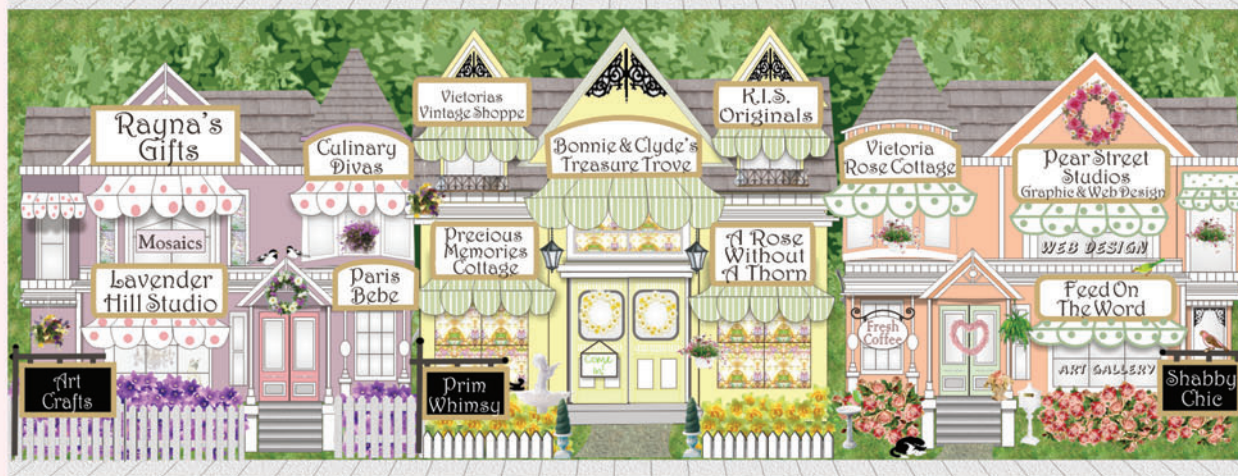 Rayna's
Gifts
Mosaics
Lavender
Hill Studio
Art
Crafts
Culinary
Divas
Paris
Bebe
Victorias
Vintage Shoppe
Precious
Memories
Cottage
Prim
Whimsy
Bonnie & Clyde's
Treasure Trove
Come
in!
K.I.S.
Originals
A Rose
Without
A Thorn
Victoria
Rose Cottage
Fresh
Coffee
Pear Street
Studios
Graphic & Web Design
WEB DESIGN
Feed On
The Word
ART GALLERY
Shabby
Chic